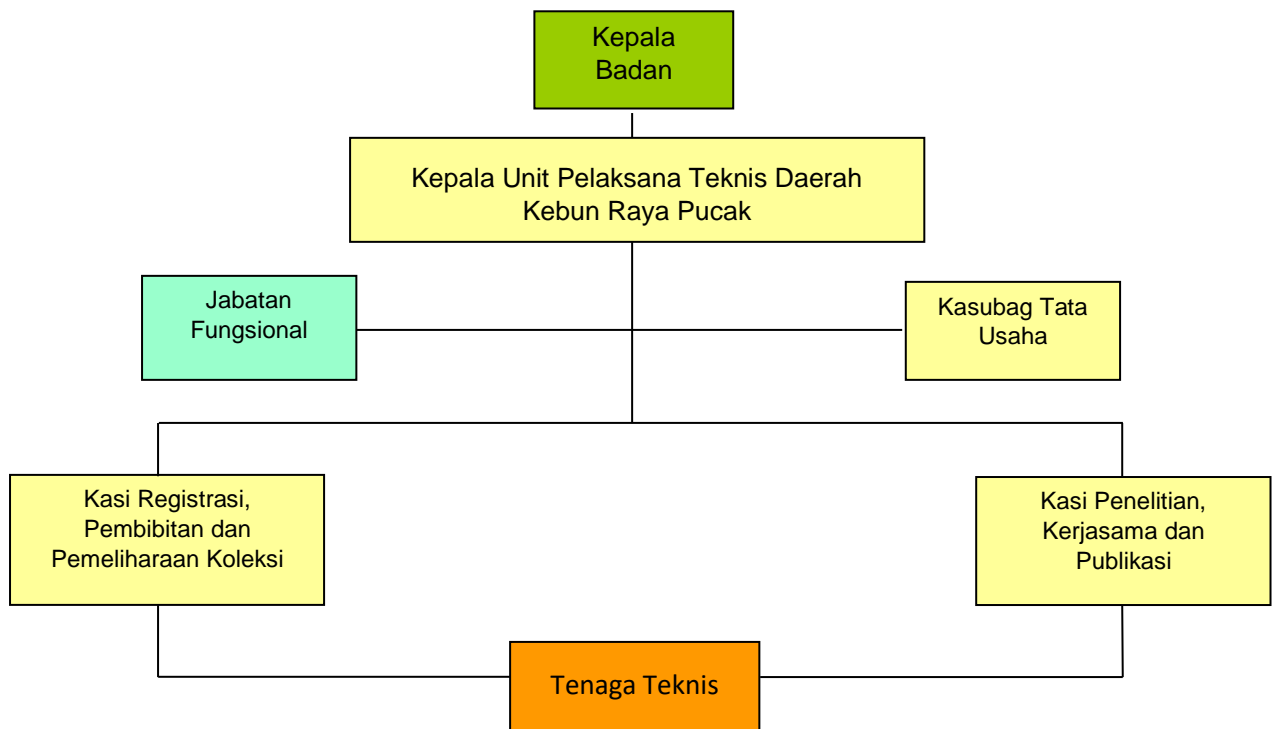 Kepala
Badan
Kepala Unit Pelaksana Teknis Daerah
Kebun Raya Pucak
Jabatan
Fungsional
Kasubag Tata
Usaha
Kasi Registrasi,
Pembibitan dan
Pemeliharaan Koleksi
Kasi Penelitian,
Kerjasama dan
Publikasi
Tenaga Teknis